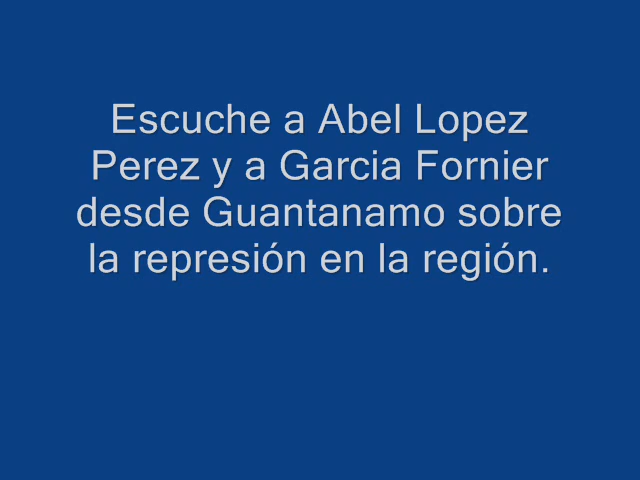 Escuche a Abel Lopez
Perez y a Garcia Fornier
desde Guantanamo sobre
la represión en la región.